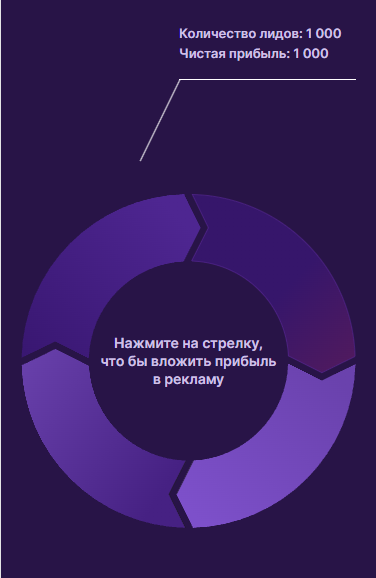 Количество лидов: 1 000
Чистая прибыль: 1 000
Нажмите на стрелку,
что бы вложить прибыль
в рекламу